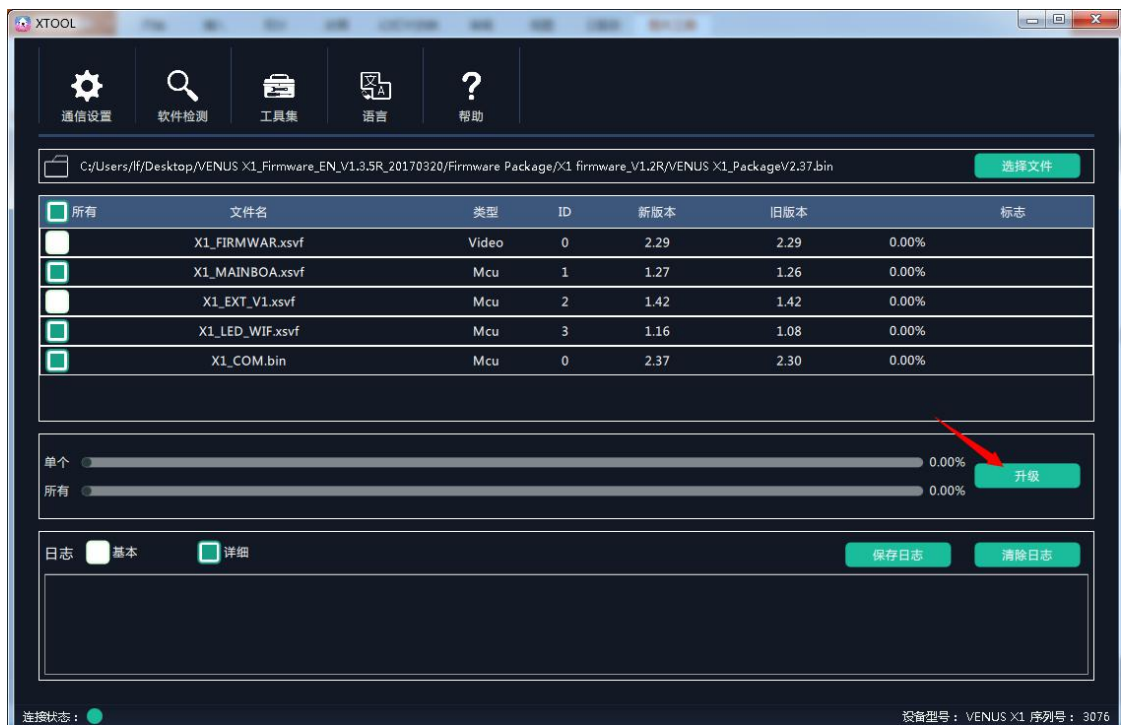 XTOOL
通信设置 软件检测 工具集 语言 帮助
C:/Users/lf/Desktop/VENUS X1_Firmware_EN_V1.3.5R_20170320/Firmware Package/X1 firmware_V1.2R/VENUS X1_PackageV2.37.bin 选择文件
所有 文件名 类型 ID 新版本 旧版本 标志
X1_FIRMWAR.xsvf Video 0 2.29 2.29 0.00%
X1_MAINBOA.xsvf Mcu 1 1.27 1.26 0.00%
X1_EXT_V1.xsvf Mcu 2 1.42 1.42 0.00%
X1_LED_WIF.xsvf Mcu 3 1.16 1.08 0.00%
X1_COM.bin Mcu 0 2.37 2.30 0.00%
单个 0.00%
升级
所有 0.00%
日志 基本 详细 保存日志 清除日志
连接状态： 设备型号： VENUS X1 序列号： 3076